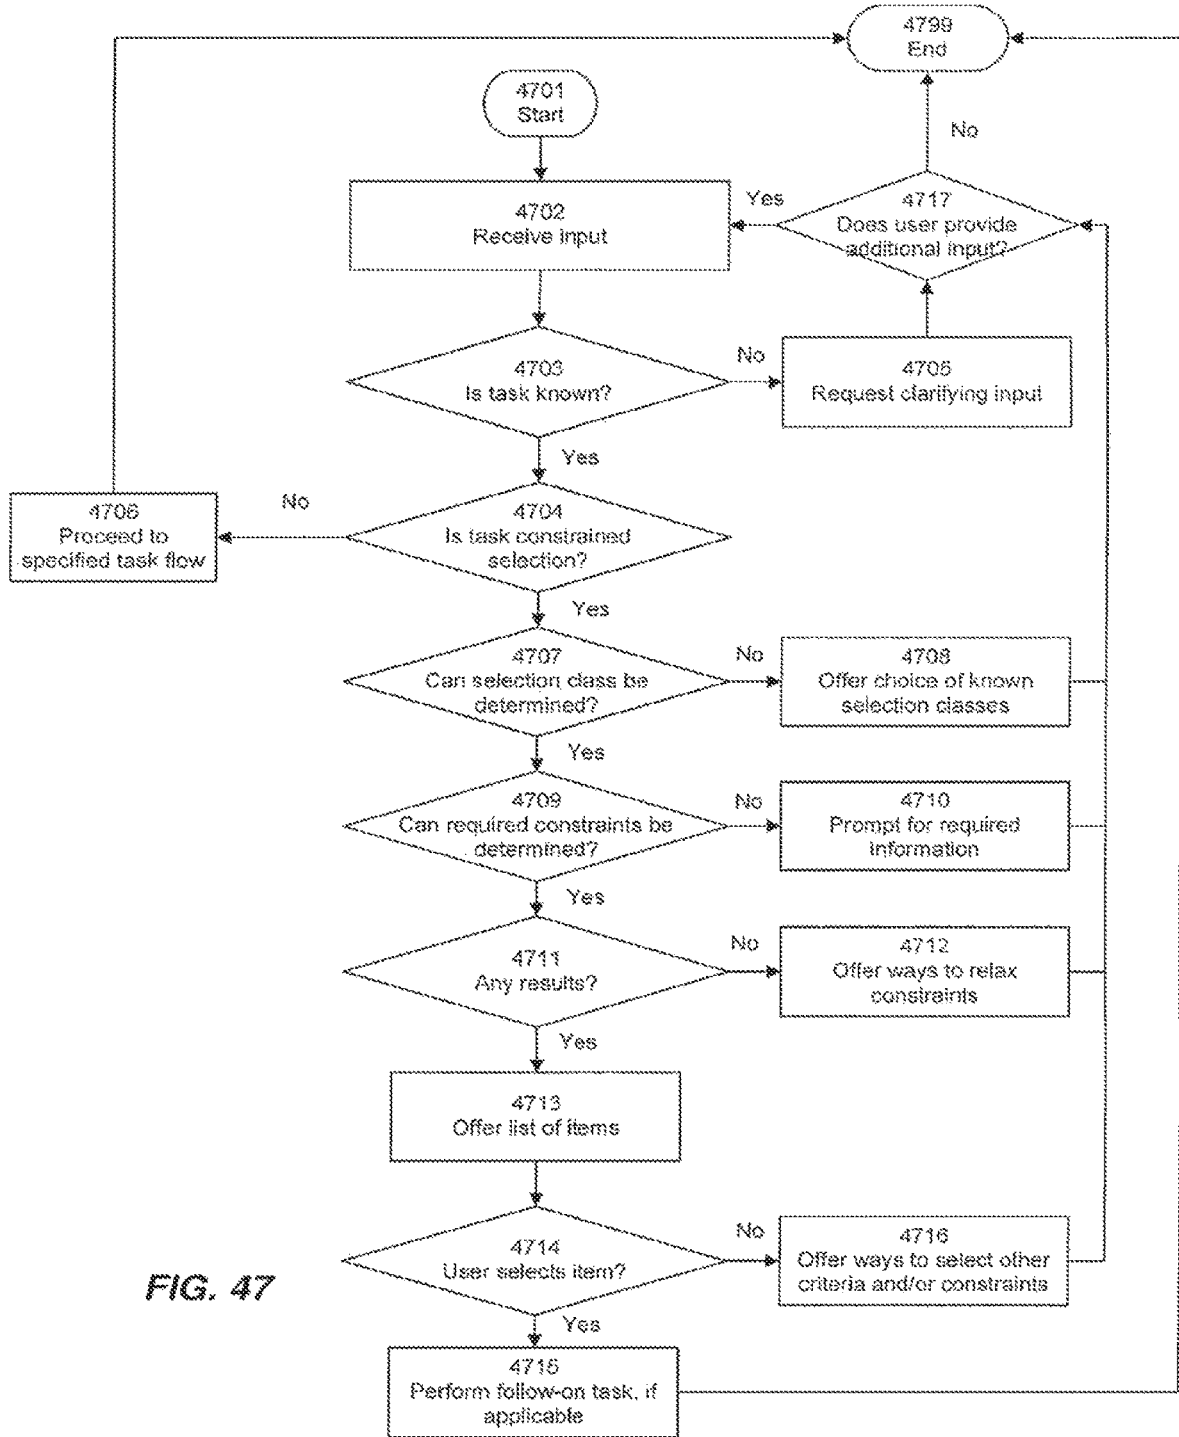 4799
End
4701
Start
No
4702
Receive input
Yes
4717
Does user provide
additional input?
4703
Is task known?
No
4705
Request clarifying input
Yes
4706
Proceed to
specified task flow
No
4704
Is task constrained
selection?
Yes
4707
Can selection class be
determined?
No
4708
Offer choice of known
selection classes
Yes
4709
Can required constraints be
determined?
No
4710
Prompt for required
information
Yes
4711
Any results?
No
4712
Offer ways to relax
constraints
Yes
4713
Offer list of items
4714
User selects item?
No
4716
Offer ways to select other
criteria and/or constraints
FIG. 47
Yes
4715
Perform follow-on task, if
applicable